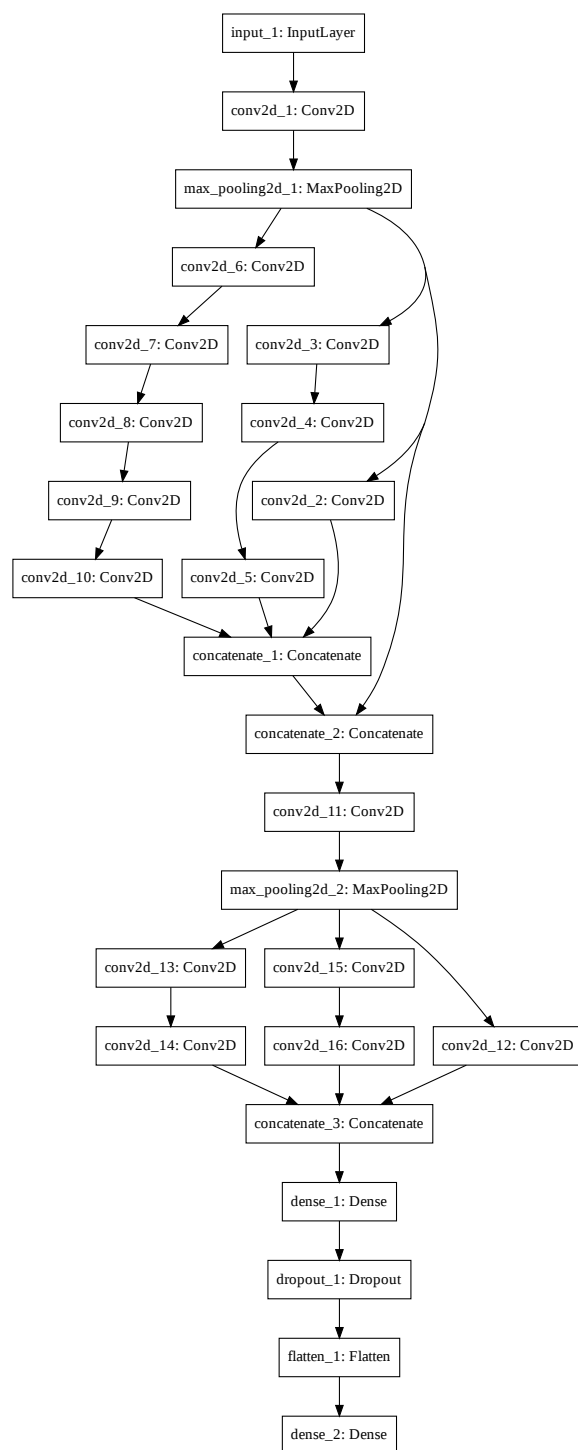 input_1: InputLayer
conv2d_1: Conv2D
max_pooling2d_1: MaxPooling2D
conv2d_6: Conv2D
conv2d_7: Conv2D
conv2d_3: Conv2D
conv2d_8: Conv2D
conv2d_4: Conv2D
conv2d_9: Conv2D
conv2d_2: Conv2D
conv2d_10: Conv2D
conv2d_5: Conv2D
concatenate_1: Concatenate
concatenate_2: Concatenate
conv2d_11: Conv2D
max_pooling2d_2: MaxPooling2D
conv2d_13: Conv2D
conv2d_15: Conv2D
conv2d_14: Conv2D
conv2d_16: Conv2D
conv2d_12: Conv2D
concatenate_3: Concatenate
dense_1: Dense
dropout_1: Dropout
flatten_1: Flatten
dense_2: Dense